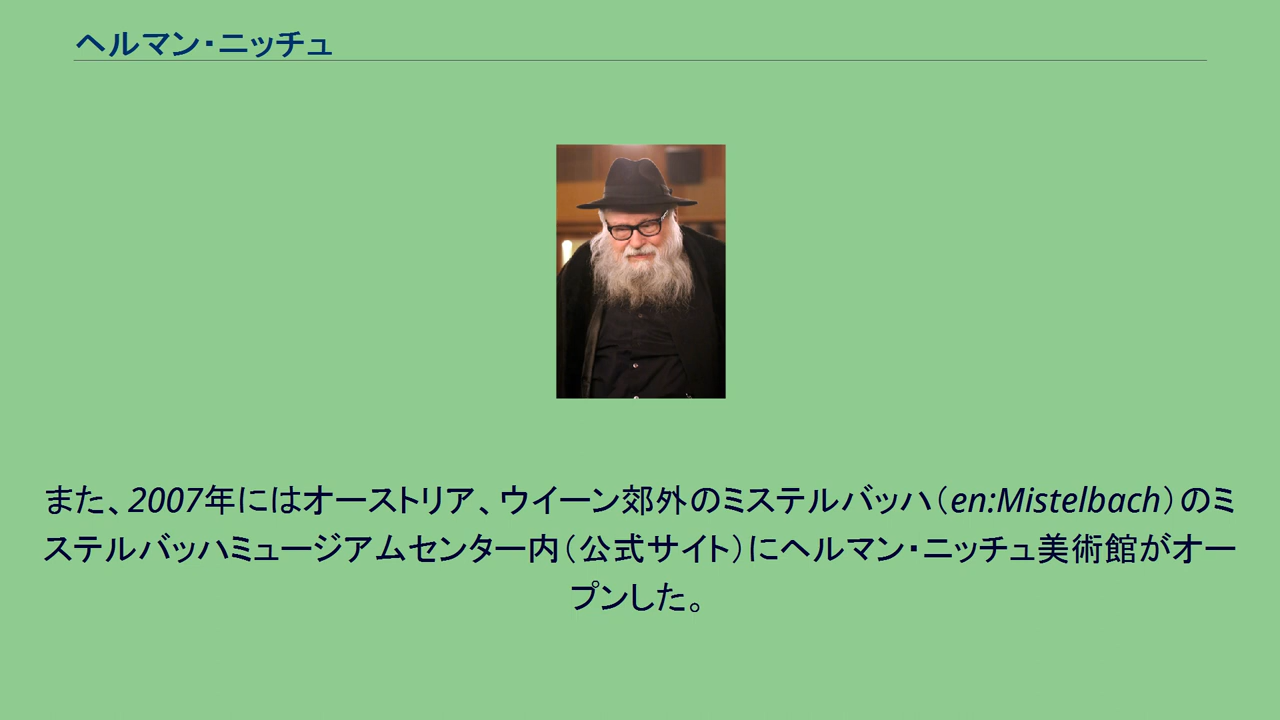 ヘルマン・ニッチュ
また、2007年にはオーストリア、ウイーン郊外のミステルバッハ（en:Mistelbach）のミ
ステルバッハミュージアムセンター内（公式サイト）にヘルマン・ニッチュ美術館がオー
プンした。